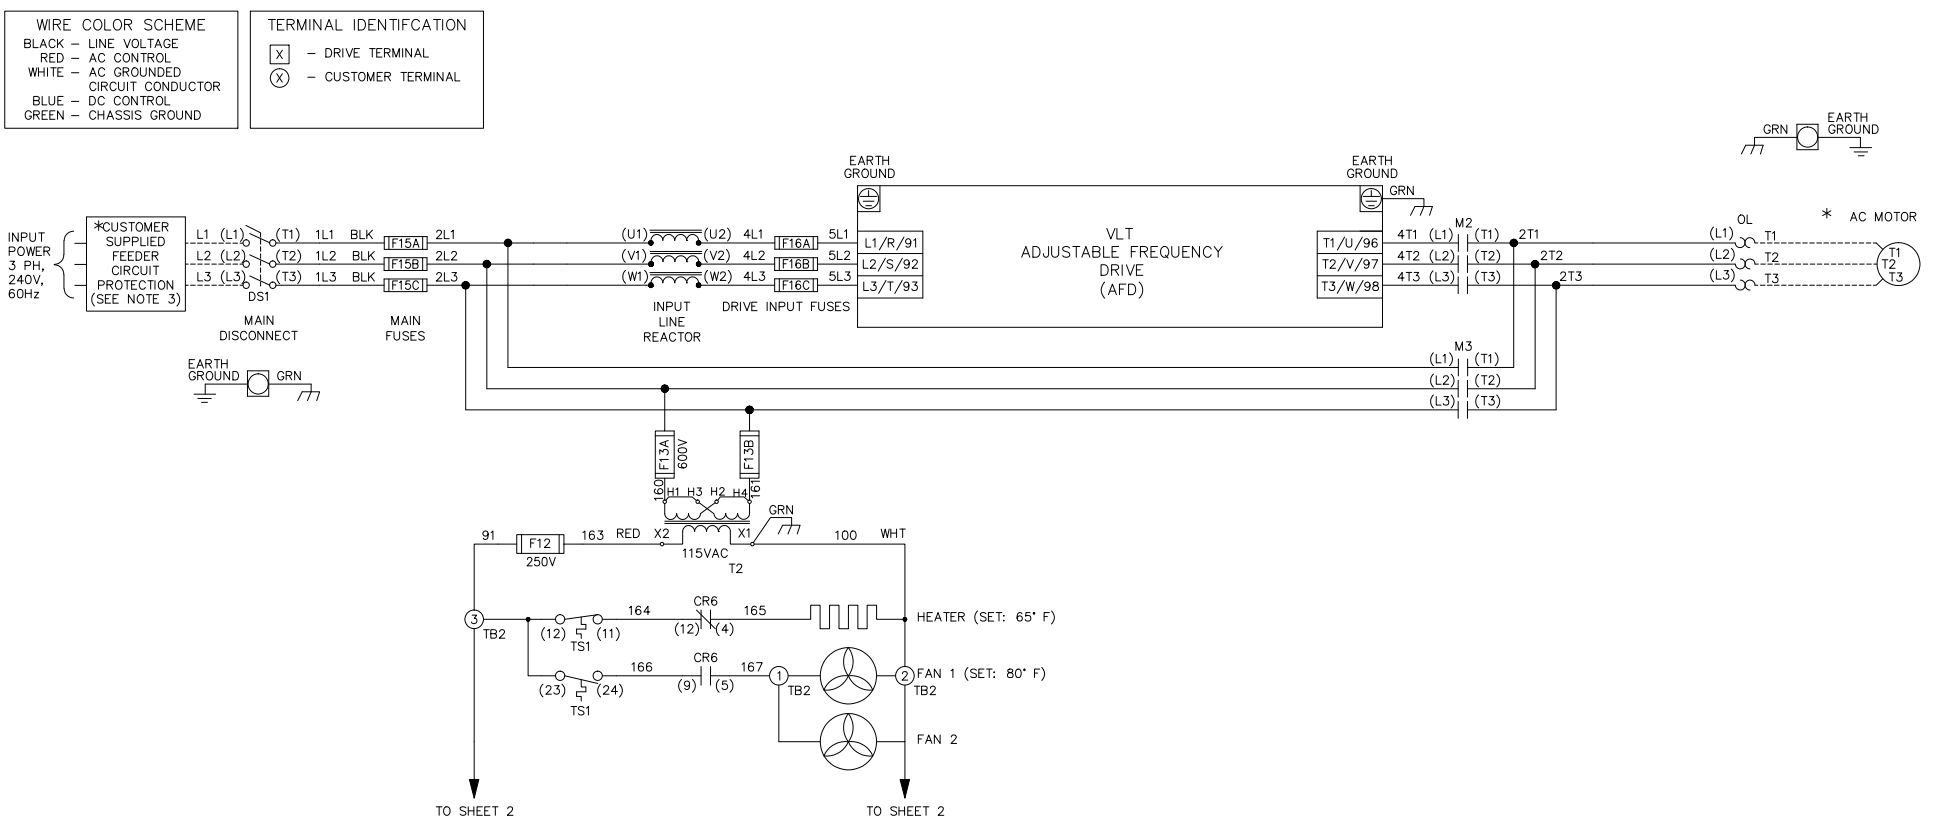 WIRE COLOR SCHEME
BLACK – LINE VOLTAGE
RED – AC CONTROL
WHITE – AC GROUNDED
CIRCUIT CONDUCTOR
BLUE – DC CONTROL
GREEN – CHASSIS GROUND
TERMINAL IDENTIFCATION
X – DRIVE TERMINAL
X – CUSTOMER TERMINAL
INPUT
POWER
3 PH,
240V,
60Hz
*CUSTOMER
SUPPLIED
FEEDER
CIRCUIT
PROTECTION
(SEE NOTE 3)
L1 (L1) (T1) 1L1 BLK F15A 2L1
L2 (L2) (T2) 1L2 BLK F15B 2L2
L3 (L3) (T3) 1L3 BLK F15C 2L3
DS1
MAIN
DISCONNECT
MAIN
FUSES
EARTH
GROUND
GRN
(U1) (U2) 4L1 F16A 5L1
(V1) (V2) 4L2 F16B 5L2
(W1) (W2) 4L3 F16C 5L3
INPUT
LINE
REACTOR
DRIVE INPUT FUSES
EARTH
GROUND
L1/R/91
L2/S/92
L3/T/93
VLT
ADJUSTABLE FREQUENCY
DRIVE
(AFD)
EARTH
GROUND
GRN
T1/U/96
T2/V/97
T3/W/98
M2
4T1 (L1) (T1) 2T1
4T2 (L2) (T2) 2T2
4T3 (L3) (T3) 2T3
M3
(L1) (T1)
(L2) (T2)
(L3) (T3)
GRN
EARTH
GROUND
OL
* AC MOTOR
(L1) T1
(L2) T2
(L3) T3
T1
T2
T3
F13A
600V
F13B
160
161
H1 H3 H2 H4
GRN
91 F12 163 RED X2 X1 100 WHT
250V
115VAC
T2
3
TB2
(12) (11)
TS1
164
CR6
(12) (4)
165
HEATER (SET: 65° F)
(23) (24)
TS1
166
CR6
(9) (5)
167
1
TB2
2
TB2
FAN 1 (SET: 80° F)
FAN 2
TO SHEET 2
TO SHEET 2